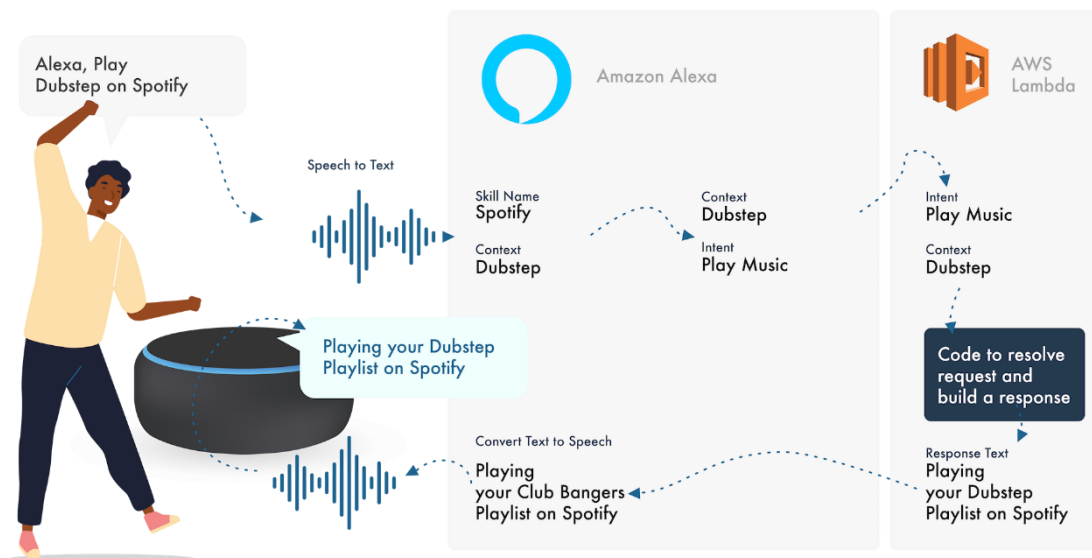 Alexa, Play
Dubstep on Spotify
Amazon Alexa
AWS
Lambda
Speech to Text
Skill Name
Spotify
Context
Dubstep
Context
Dubstep
Intent
Play Music
Intent
Play Music
Context
Dubstep
Code to resolve
request and
build a response
Response Text
Playing
your Dubstep
Playlist on Spotify
Convert Text to Speech
Playing
your Club Bangers
Playlist on Spotify
Playing your Dubstep
Playlist on Spotify